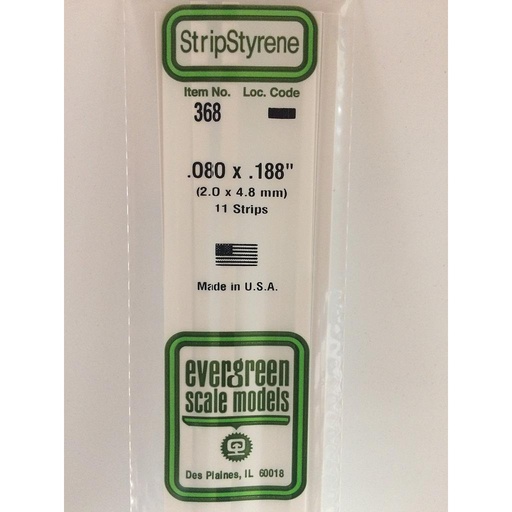 StripStyrene
Item No. Loc. Code
368
.080 x .188"
(2.0 x 4.8 mm)
11 Strips
Made in U.S.A.
evergreen
scale models
Des Plaines, IL 60018